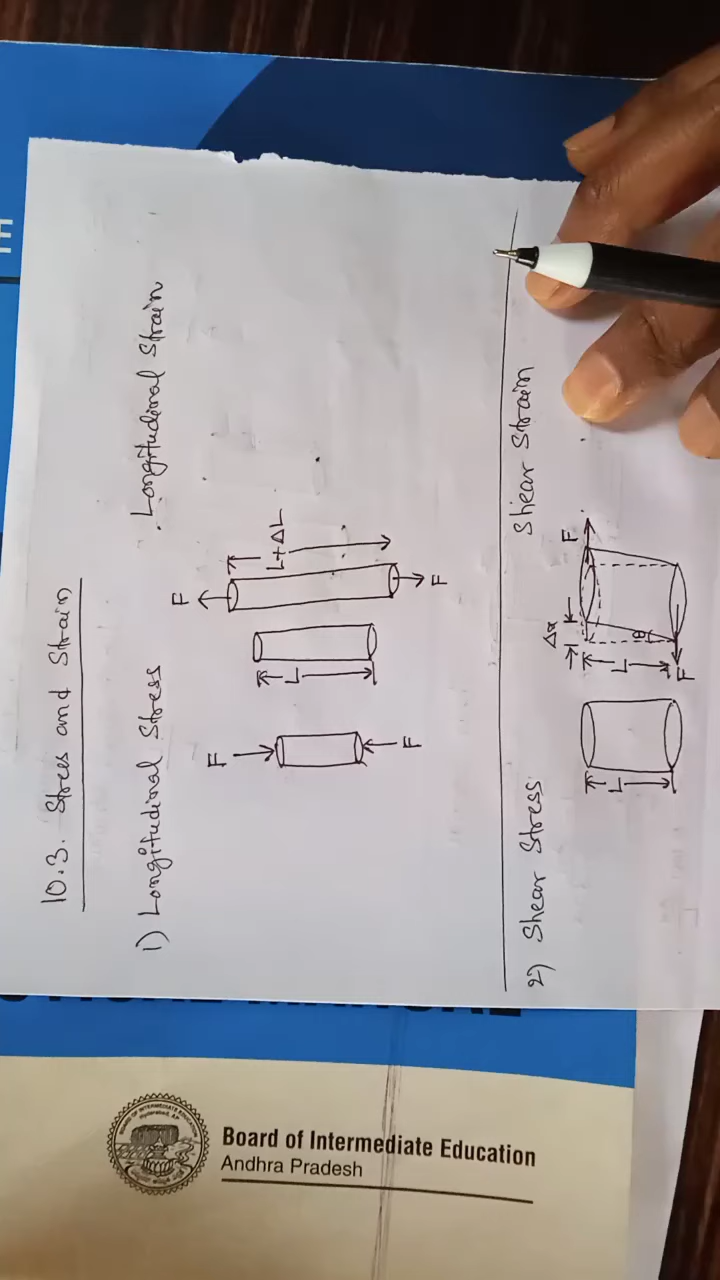 10.3. Stress and Strain
1) Longitudinal Stress Longitudinal Strain
F
F
L
L+ΔL
F
F
2) Shear Stress Shear Strain
L
Δx
F
L
θ
F
Board of Intermediate Education
Andhra Pradesh